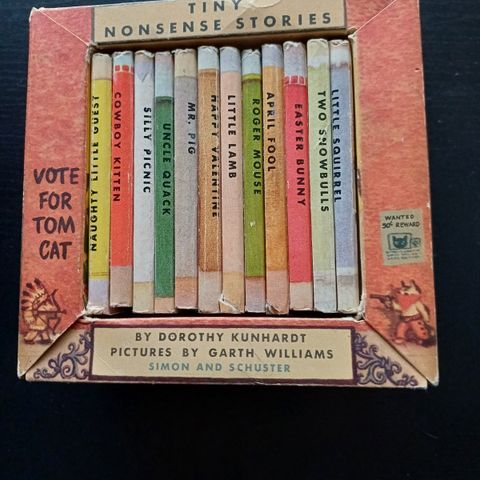 TINY
NONSENSE STORIES
NAUGHTY LITTLE GUEST
COWBOY KITTEN
SILLY PICNIC
UNCLE QUACK
MR. PIG
HAPPY VALENTINE
LITTLE LAMB
ROGER MOUSE
APRIL FOOL
EASTER BUNNY
TWO SNOWBULLS
LITTLE SQUIRREL
VOTE
FOR
TOM
CAT
WANTED
50¢ REWARD
BY DOROTHY KUNHARDT
PICTURES BY GARTH WILLIAMS
SIMON AND SCHUSTER